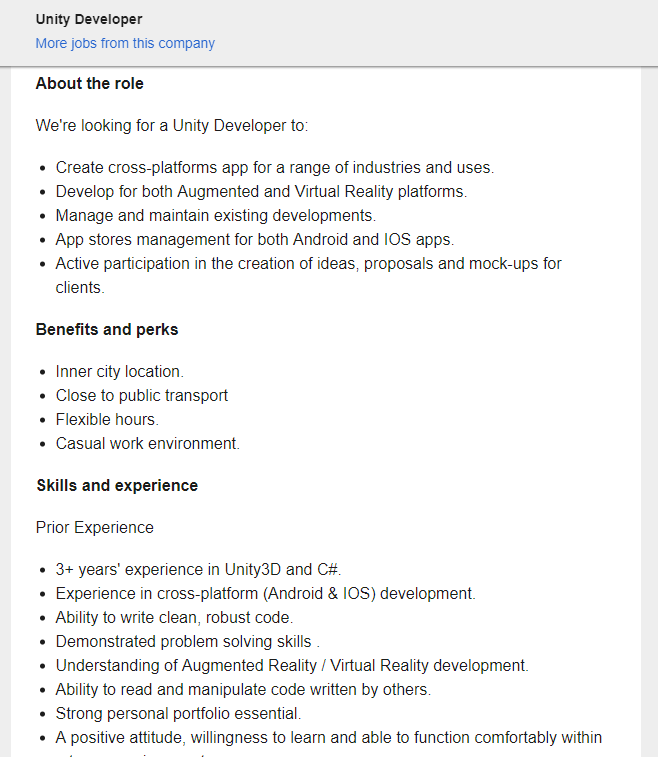 Unity Developer
More jobs from this company
About the role
We're looking for a Unity Developer to:
• Create cross-platforms app for a range of industries and uses.
• Develop for both Augmented and Virtual Reality platforms.
• Manage and maintain existing developments.
• App stores management for both Android and IOS apps.
• Active participation in the creation of ideas, proposals and mock-ups for
clients.
Benefits and perks
• Inner city location.
• Close to public transport
• Flexible hours.
• Casual work environment.
Skills and experience
Prior Experience
• 3+ years' experience in Unity3D and C#.
• Experience in cross-platform (Android & IOS) development.
• Ability to write clean, robust code.
• Demonstrated problem solving skills .
• Understanding of Augmented Reality / Virtual Reality development.
• Ability to read and manipulate code written by others.
• Strong personal portfolio essential.
• A positive attitude, willingness to learn and able to function comfortably within